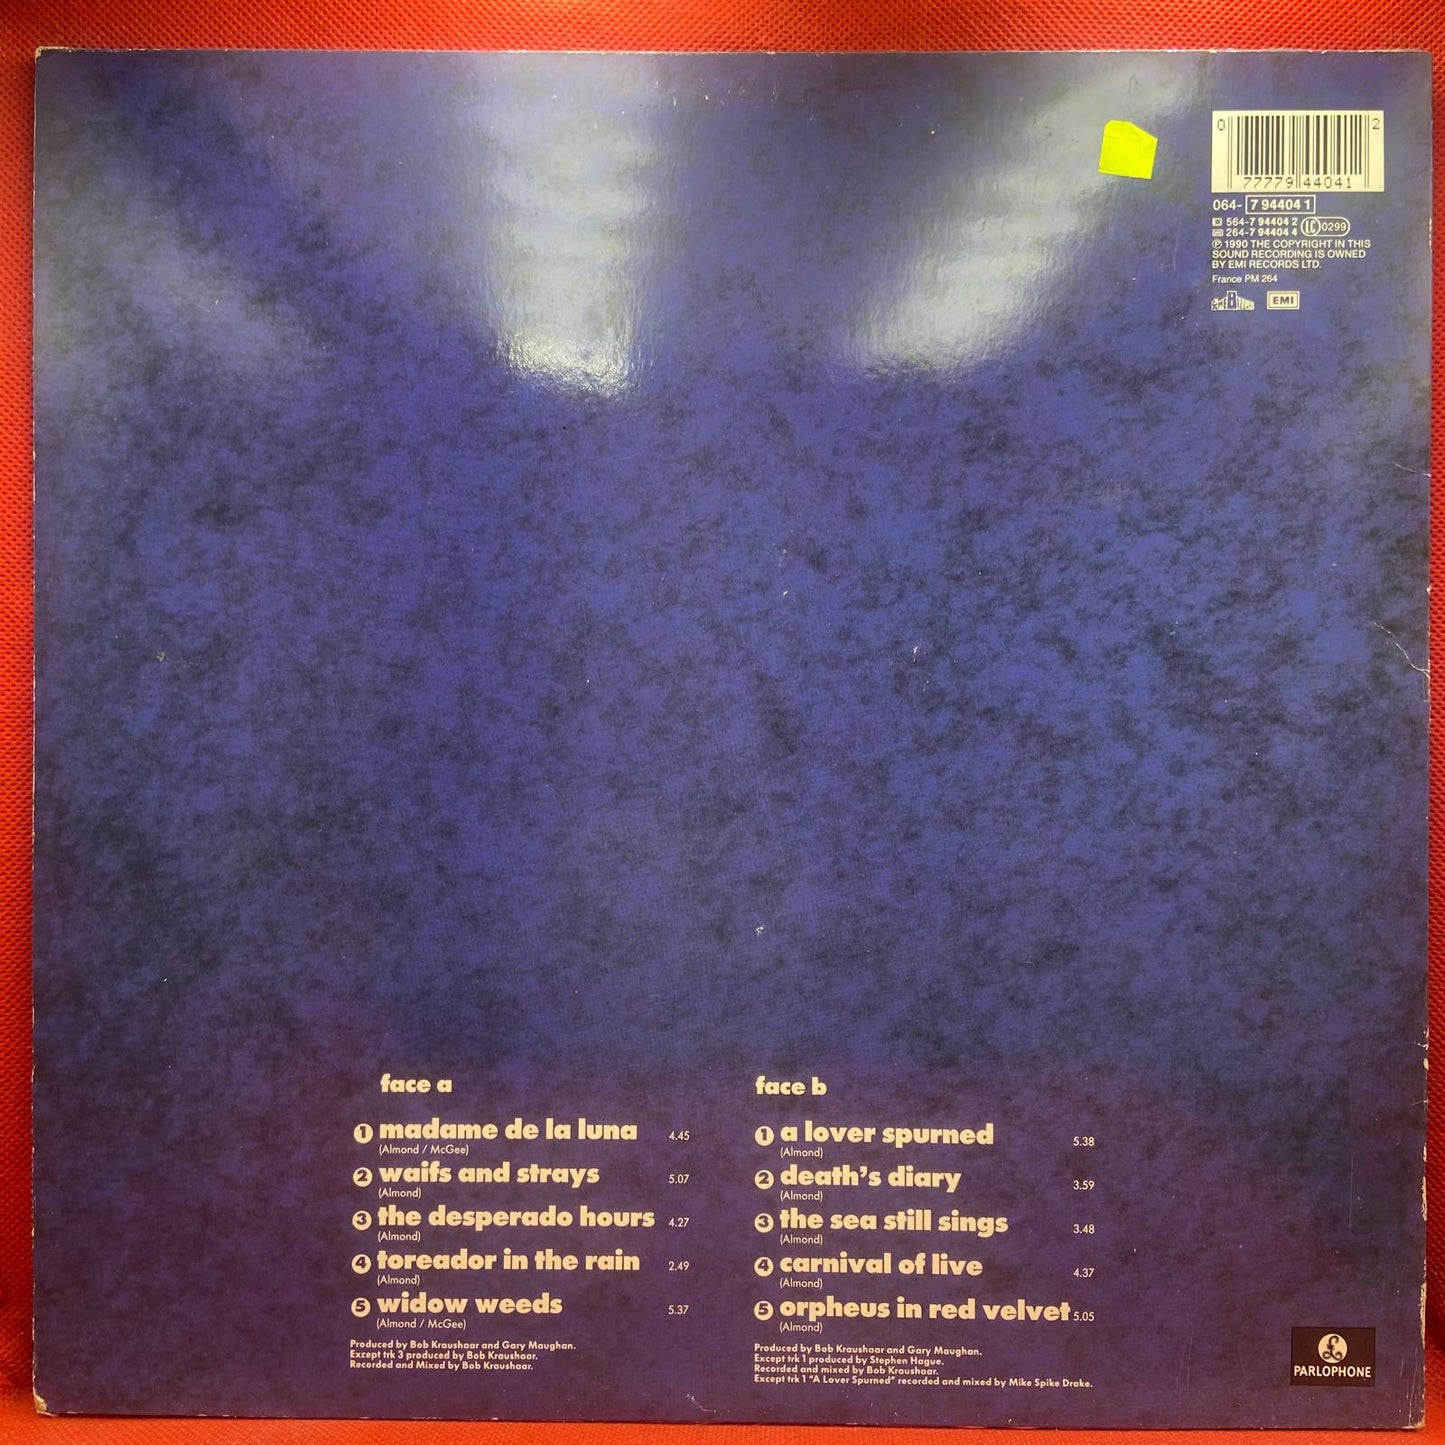 0 77779 44041 2
064- 7 94404 1
564-7 94404 2
264-7 94404 4 LC 0299
℗ 1990 THE COPYRIGHT IN THIS
SOUND RECORDING IS OWNED
BY EMI RECORDS LTD.
France PM 264
EMI
face a
1 madame de la luna 4.45
(Almond / McGee)
2 waifs and strays 5.07
(Almond)
3 the desperado hours 4.27
(Almond)
4 toreador in the rain 2.49
(Almond)
5 widow weeds 5.37
(Almond / McGee)
Produced by Bob Kraushaar and Gary Maughan.
Except trk 3 produced by Bob Kraushaar.
Recorded and Mixed by Bob Kraushaar.
face b
1 a lover spurned 5.38
(Almond)
2 death's diary 3.59
(Almond)
3 the sea still sings 3.48
(Almond)
4 carnival of live 4.37
(Almond)
5 orpheus in red velvet 5.05
(Almond)
Produced by Bob Kraushaar and Gary Maughan.
Except trk 1 produced by Stephen Hague.
Recorded and mixed by Bob Kraushaar.
Except trk 1 "A Lover Spurned" recorded and mixed by Mike Spike Drake.
£
PARLOPHONE